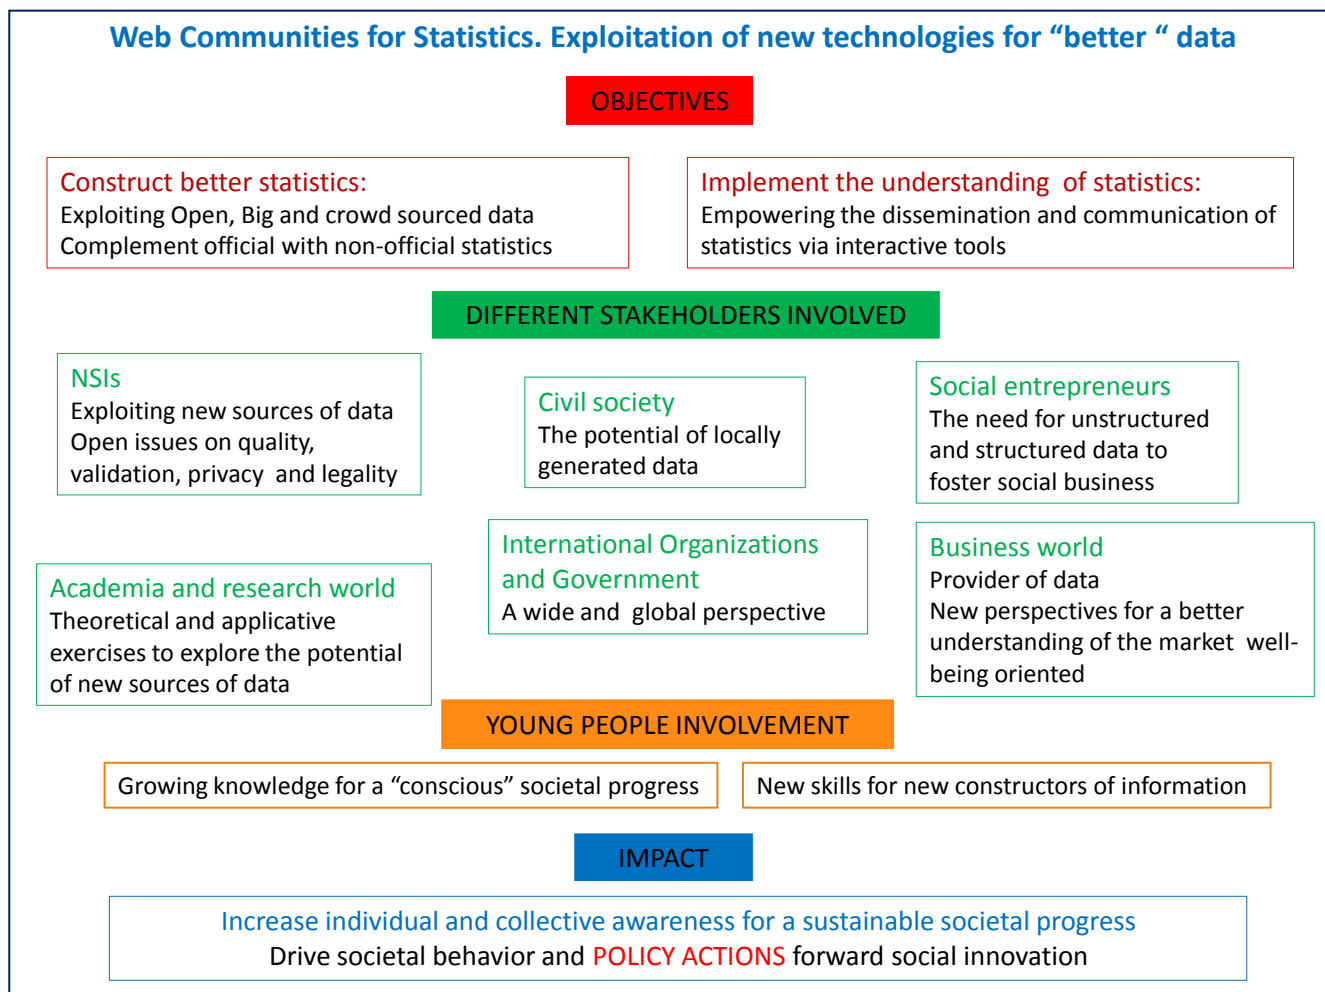 Web Communities for Statistics. Exploitation of new technologies for “better “ data
OBJECTIVES
Construct better statistics:
Exploiting Open, Big and crowd sourced data
Complement official with non-official statistics
Implement the understanding of statistics:
Empowering the dissemination and communication of
statistics via interactive tools
DIFFERENT STAKEHOLDERS INVOLVED
NSIs
Exploiting new sources of data
Open issues on quality,
validation, privacy and legality
Civil society
The potential of locally
generated data
Social entrepreneurs
The need for unstructured
and structured data to
foster social business
Academia and research world
Theoretical and applicative
exercises to explore the potential
of new sources of data
International Organizations
and Government
A wide and global perspective
Business world
Provider of data
New perspectives for a better
understanding of the market well-
being oriented
YOUNG PEOPLE INVOLVEMENT
Growing knowledge for a “conscious” societal progress
New skills for new constructors of information
IMPACT
Increase individual and collective awareness for a sustainable societal progress
Drive societal behavior and POLICY ACTIONS forward social innovation